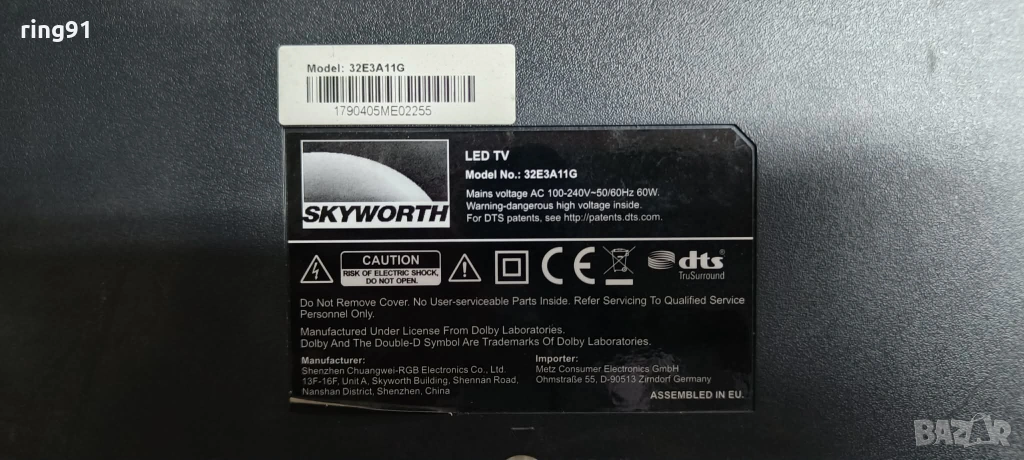 ring91
Model: 32E3A11G
1790405ME02255
SKYWORTH
LED TV
Model No.: 32E3A11G
Mains voltage AC 100-240V~50/60Hz 60W.
Warning-dangerous high voltage inside.
For DTS patents, see http://patents.dts.com.
CAUTION
RISK OF ELECTRIC SHOCK,
DO NOT OPEN.
CE
dts
TruSurround
Do Not Remove Cover. No User-serviceable Parts Inside. Refer Servicing To Qualified Service
Personnel Only.
Manufactured Under License From Dolby Laboratories.
Dolby And The Double-D Symbol Are Trademarks Of Dolby Laboratories.
Manufacturer:
Shenzhen Chuangwei-RGB Electronics Co., Ltd.
13F-16F, Unit A, Skyworth Building, Shennan Road,
Nanshan District, Shenzhen, China
Importer:
Metz Consumer Electronics GmbH
Ohmstraße 55, D-90513 Zirndorf Germany
ASSEMBLED IN EU.
BAZAR